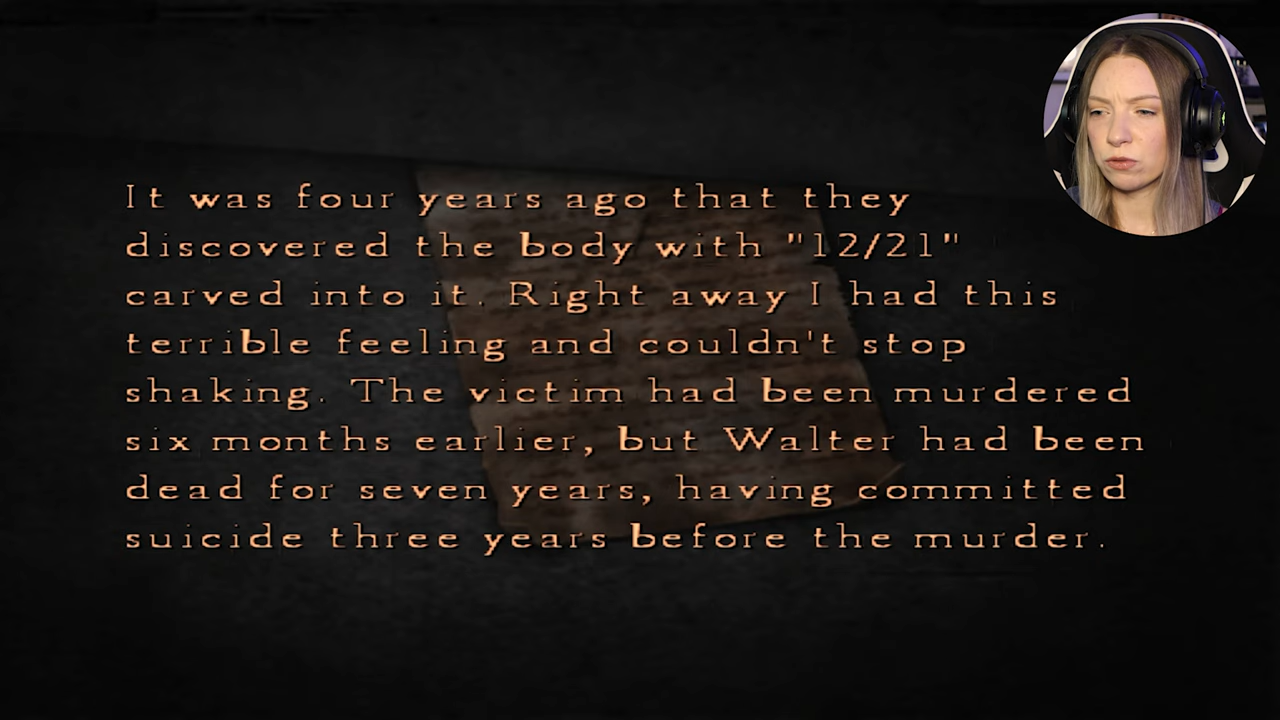 It was four years ago that they
discovered the body with "12/21"
carved into it. Right away I had this
terrible feeling and couldn't stop
shaking. The victim had been murdered
six months earlier, but Walter had been
dead for seven years, having committed
suicide three years before the murder.